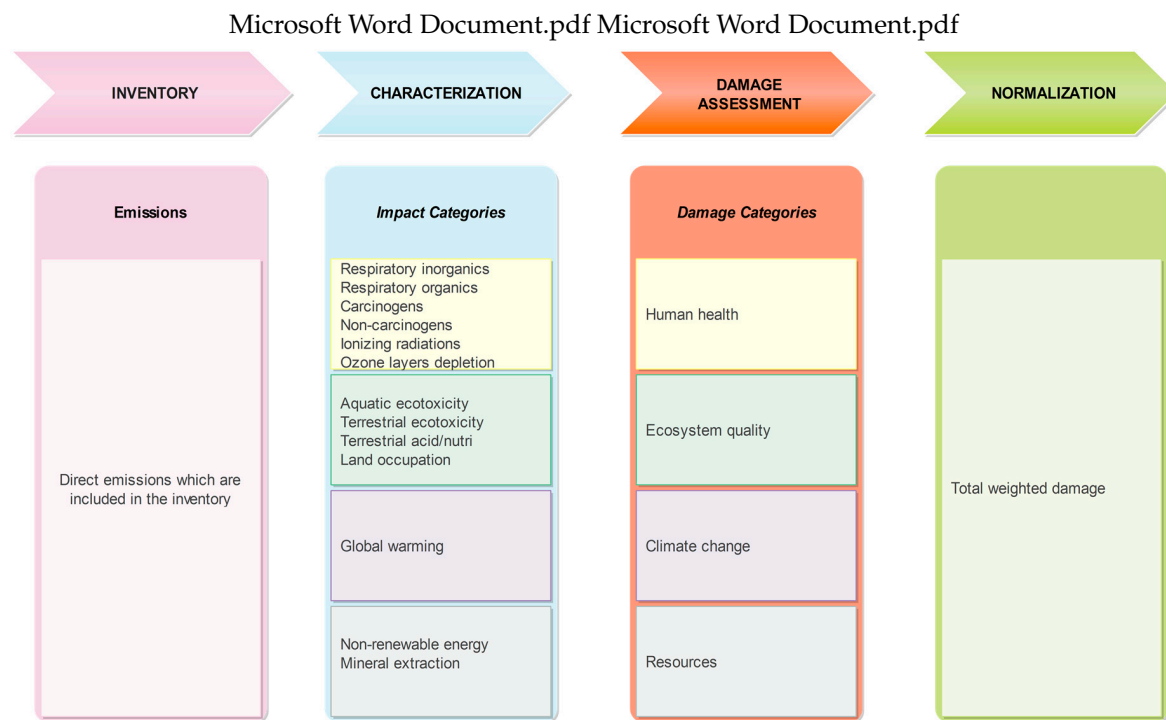 Microsoft Word Document.pdf Microsoft Word Document.pdf
INVENTORY
CHARACTERIZATION
DAMAGE
ASSESSMENT
NORMALIZATION
Emissions
Impact Categories
Damage Categories
Direct emissions which are
included in the inventory
Respiratory inorganics
Respiratory organics
Carcinogens
Non-carcinogens
Ionizing radiations
Ozone layers depletion
Aquatic ecotoxicity
Terrestrial ecotoxicity
Terrestrial acid/nutri
Land occupation
Global warming
Non-renewable energy
Mineral extraction
Human health
Ecosystem quality
Climate change
Resources
Total weighted damage